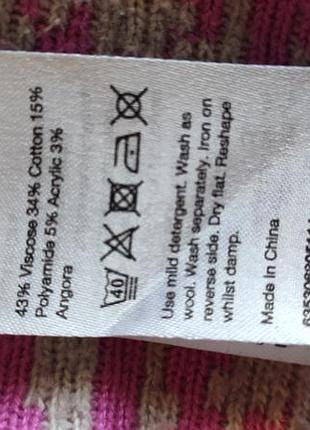 43% Viscose 34% Cotton 15%
Polyamide 5% Acrylic 3%
Angora
40
Use mild detergent. Wash as
wool. Wash separately. Iron on
reverse side. Dry flat. Reshape
whilst damp.
Made In China